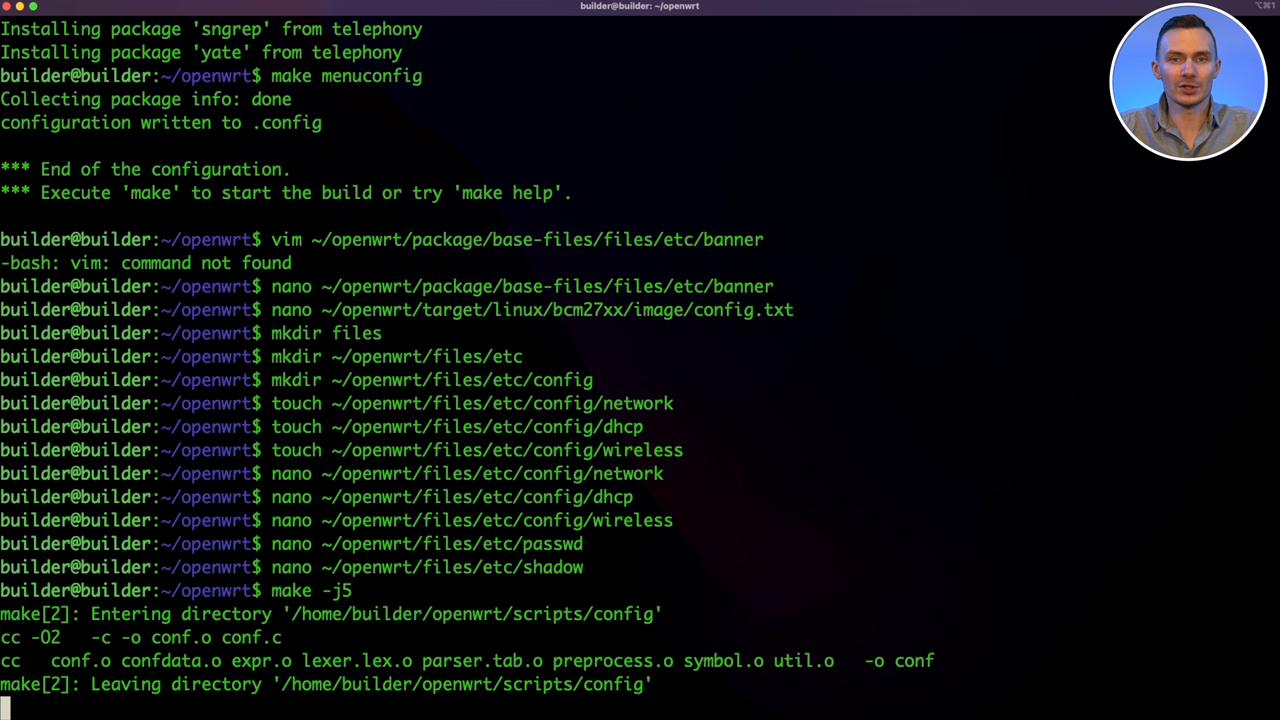 builder@builder: ~/openwrt
⌥⌘1
Installing package 'sngrep' from telephony
Installing package 'yate' from telephony
builder@builder:~/openwrt$ make menuconfig
Collecting package info: done
configuration written to .config
*** End of the configuration.
*** Execute 'make' to start the build or try 'make help'.
builder@builder:~/openwrt$ vim ~/openwrt/package/base-files/files/etc/banner
-bash: vim: command not found
builder@builder:~/openwrt$ nano ~/openwrt/package/base-files/files/etc/banner
builder@builder:~/openwrt$ nano ~/openwrt/target/linux/bcm27xx/image/config.txt
builder@builder:~/openwrt$ mkdir files
builder@builder:~/openwrt$ mkdir ~/openwrt/files/etc
builder@builder:~/openwrt$ mkdir ~/openwrt/files/etc/config
builder@builder:~/openwrt$ touch ~/openwrt/files/etc/config/network
builder@builder:~/openwrt$ touch ~/openwrt/files/etc/config/dhcp
builder@builder:~/openwrt$ touch ~/openwrt/files/etc/config/wireless
builder@builder:~/openwrt$ nano ~/openwrt/files/etc/config/network
builder@builder:~/openwrt$ nano ~/openwrt/files/etc/config/dhcp
builder@builder:~/openwrt$ nano ~/openwrt/files/etc/config/wireless
builder@builder:~/openwrt$ nano ~/openwrt/files/etc/passwd
builder@builder:~/openwrt$ nano ~/openwrt/files/etc/shadow
builder@builder:~/openwrt$ make -j5
make[2]: Entering directory '/home/builder/openwrt/scripts/config'
cc -O2   -c -o conf.o conf.c
cc   conf.o confdata.o expr.o lexer.lex.o parser.tab.o preprocess.o symbol.o util.o   -o conf
make[2]: Leaving directory '/home/builder/openwrt/scripts/config'